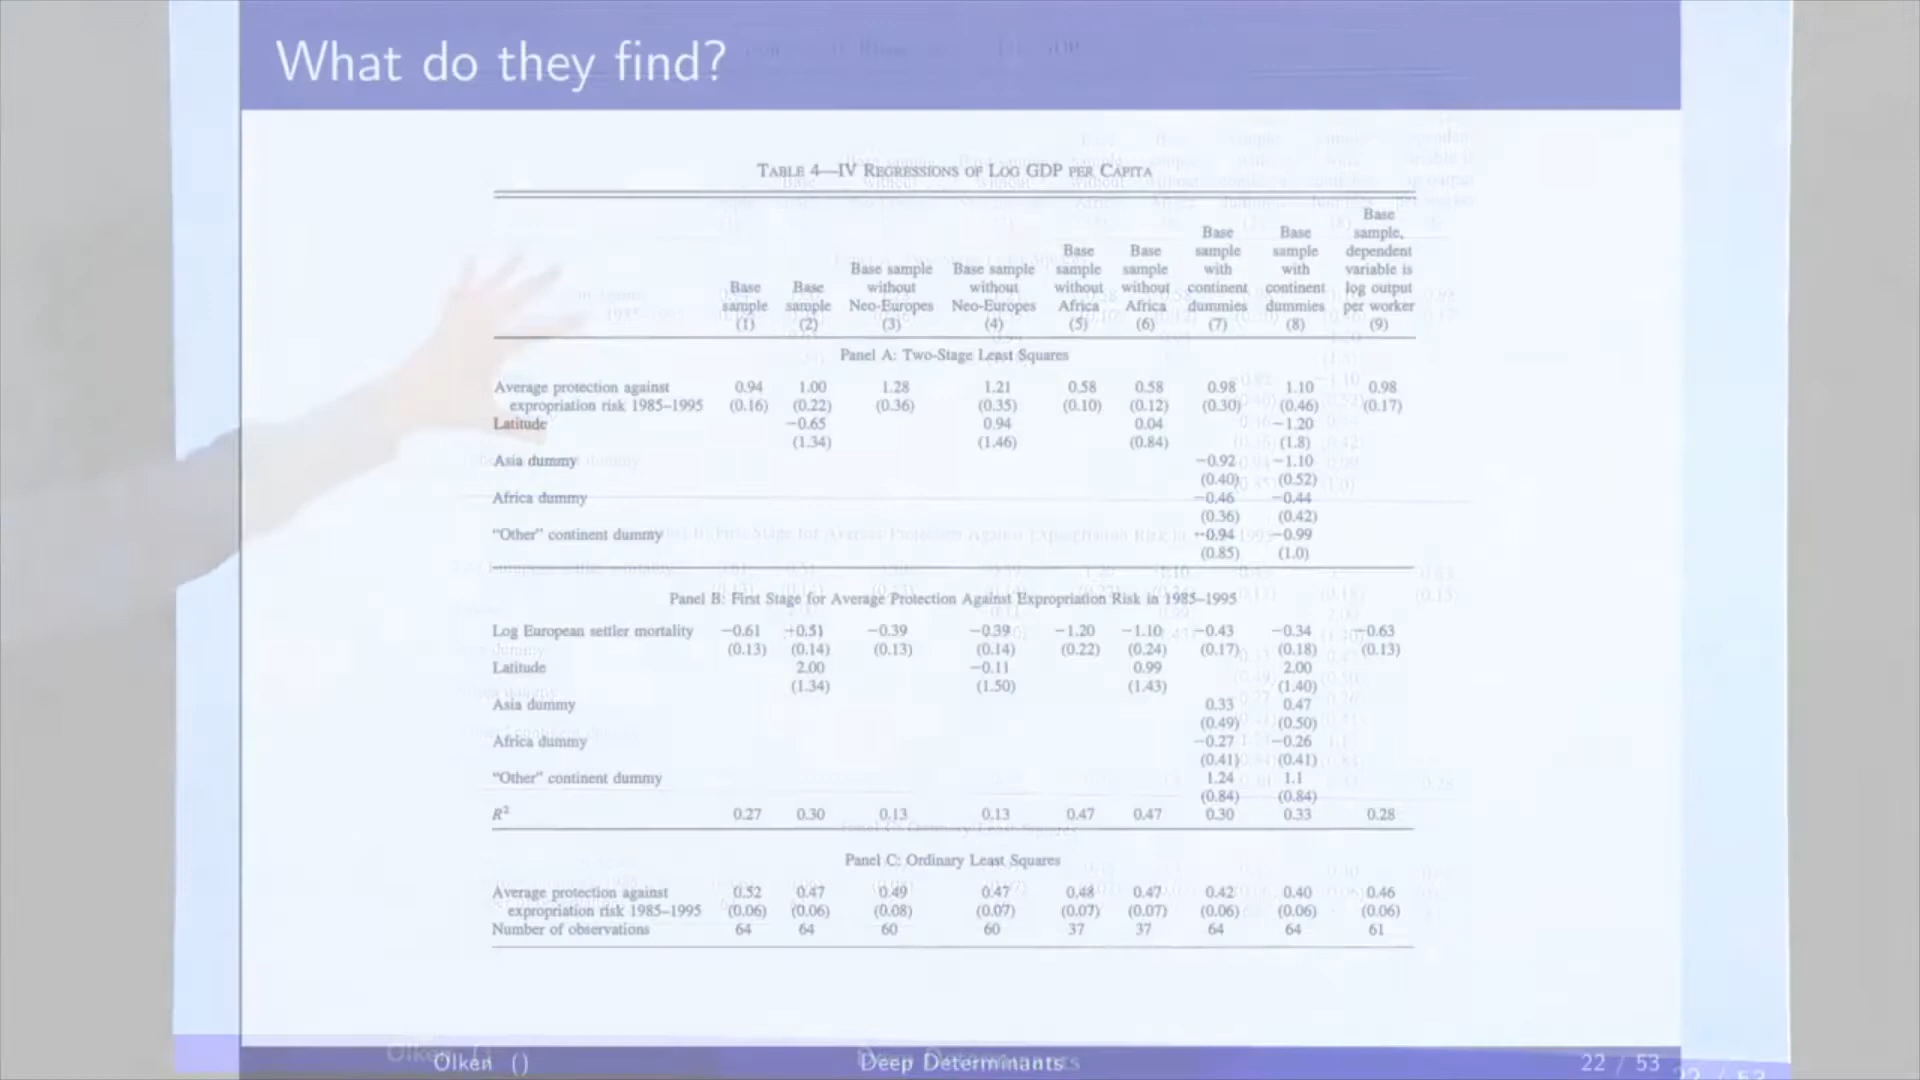 What do they find?
TABLE 4—IV REGRESSIONS OF LOG GDP PER CAPITA
Base sample (1) Base sample (2) Base sample without Neo-Europes (3) Base sample without Neo-Europes (4) Base sample without Africa (5) Base sample without Africa (6) Base sample with continent dummies (7) Base sample with continent dummies (8) Base sample, dependent variable is log output per worker (9)
Panel A: Two-Stage Least Squares
Average protection against 0.94 1.00 1.28 1.21 0.58 0.58 0.98 1.10 0.98
expropriation risk 1985–1995 (0.16) (0.22) (0.36) (0.35) (0.10) (0.12) (0.30) (0.46) (0.17)
Latitude −0.65 0.94 0.04 −1.20
(1.34) (1.46) (0.84) (1.8)
Asia dummy −0.92 −1.10
(0.40) (0.52)
Africa dummy −0.46 −0.44
(0.36) (0.42)
“Other” continent dummy −0.94 −0.99
(0.85) (1.0)
Panel B: First Stage for Average Protection Against Expropriation Risk in 1985–1995
Log European settler mortality −0.61 −0.51 −0.39 −0.39 −1.20 −1.10 −0.43 −0.34 −0.63
(0.13) (0.14) (0.13) (0.14) (0.22) (0.24) (0.17) (0.18) (0.13)
Latitude 2.00 −0.11 0.99 2.00
(1.34) (1.50) (1.43) (1.40)
Asia dummy 0.33 0.47
(0.49) (0.50)
Africa dummy −0.27 −0.26
(0.41) (0.41)
“Other” continent dummy 1.24 1.1
(0.84) (0.84)
R² 0.27 0.30 0.13 0.13 0.47 0.47 0.30 0.33 0.28
Panel C: Ordinary Least Squares
Average protection against 0.52 0.47 0.49 0.47 0.48 0.47 0.42 0.40 0.46
expropriation risk 1985–1995 (0.06) (0.06) (0.08) (0.07) (0.07) (0.07) (0.06) (0.06) (0.06)
Number of observations 64 64 60 60 37 37 64 64 61
Olken () Deep Determinants 22 / 53